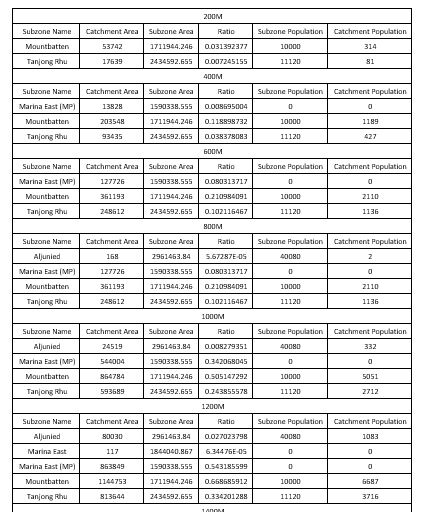 200M
Subzone Name Catchment Area Subzone Area Ratio Subzone Population Catchment Population
Mountbatten 53742 1711944.246 0.031392377 10000 314
Tanjong Rhu 17639 2434592.655 0.007245155 11120 81
400M
Subzone Name Catchment Area Subzone Area Ratio Subzone Population Catchment Population
Marina East (MP) 13828 1590338.555 0.008695004 0 0
Mountbatten 203548 1711944.246 0.118898732 10000 1189
Tanjong Rhu 93435 2434592.655 0.038378083 11120 427
600M
Subzone Name Catchment Area Subzone Area Ratio Subzone Population Catchment Population
Marina East (MP) 127726 1590338.555 0.080313717 0 0
Mountbatten 361193 1711944.246 0.210984091 10000 2110
Tanjong Rhu 248612 2434592.655 0.102116467 11120 1136
800M
Subzone Name Catchment Area Subzone Area Ratio Subzone Population Catchment Population
Aljunied 168 2961463.84 5.67287E-05 40080 2
Marina East (MP) 127726 1590338.555 0.080313717 0 0
Mountbatten 361193 1711944.246 0.210984091 10000 2110
Tanjong Rhu 248612 2434592.655 0.102116467 11120 1136
1000M
Subzone Name Catchment Area Subzone Area Ratio Subzone Population Catchment Population
Aljunied 24519 2961463.84 0.008279351 40080 332
Marina East (MP) 544004 1590338.555 0.342068045 0 0
Mountbatten 864784 1711944.246 0.505147292 10000 5051
Tanjong Rhu 593689 2434592.655 0.243855578 11120 2712
1200M
Subzone Name Catchment Area Subzone Area Ratio Subzone Population Catchment Population
Aljunied 80030 2961463.84 0.027023798 40080 1083
Marina East 117 1844040.867 6.34476E-05 0 0
Marina East (MP) 863849 1590338.555 0.543185599 0 0
Mountbatten 1144753 1711944.246 0.668685912 10000 6687
Tanjong Rhu 813644 2434592.655 0.334201288 11120 3716
1400M